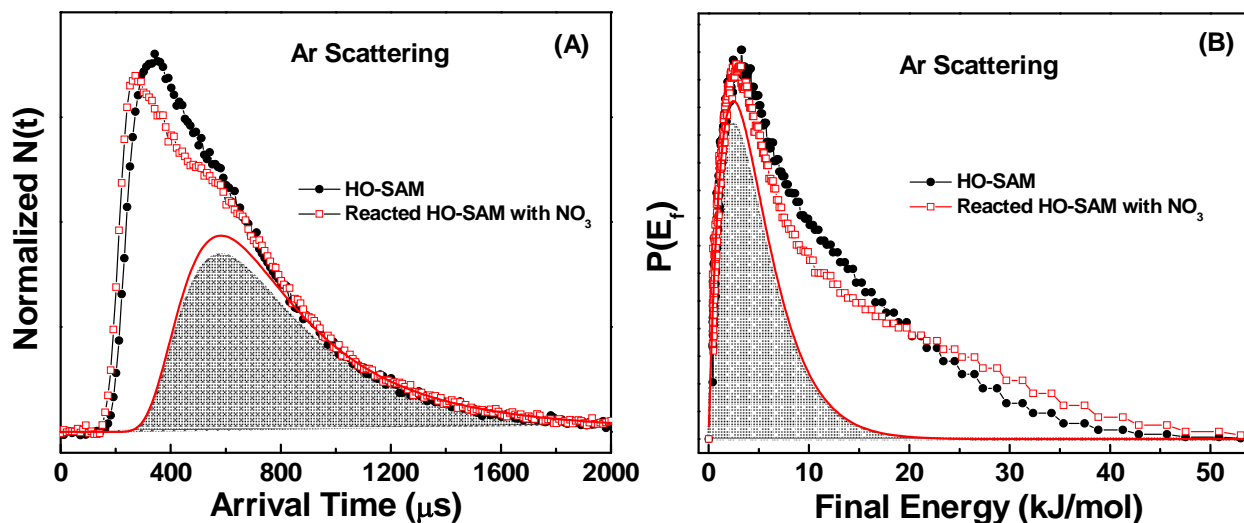 Ar Scattering
(A)
HO-SAM
Reacted HO-SAM with NO₃
Normalized N(t)
0 400 800 1200 1600 2000
Arrival Time (μs)
Ar Scattering
(B)
HO-SAM
Reacted HO-SAM with NO₃
P(E_f)
0 10 20 30 40 50
Final Energy (kJ/mol)